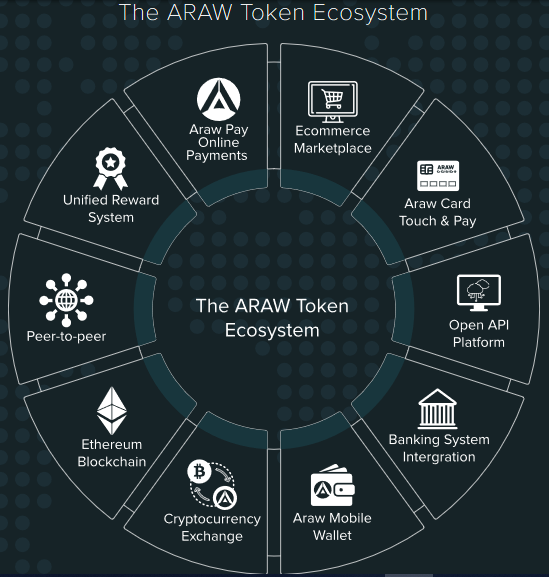 The ARAW Token Ecosystem
Araw Pay
Online
Payments
Ecommerce
Marketplace
ARAW
Araw Card
Touch & Pay
Open API
Platform
Banking System
Intergration
Araw Mobile
Wallet
Cryptocurrency
Exchange
Ethereum
Blockchain
Peer-to-peer
Unified Reward
System
The ARAW Token
Ecosystem